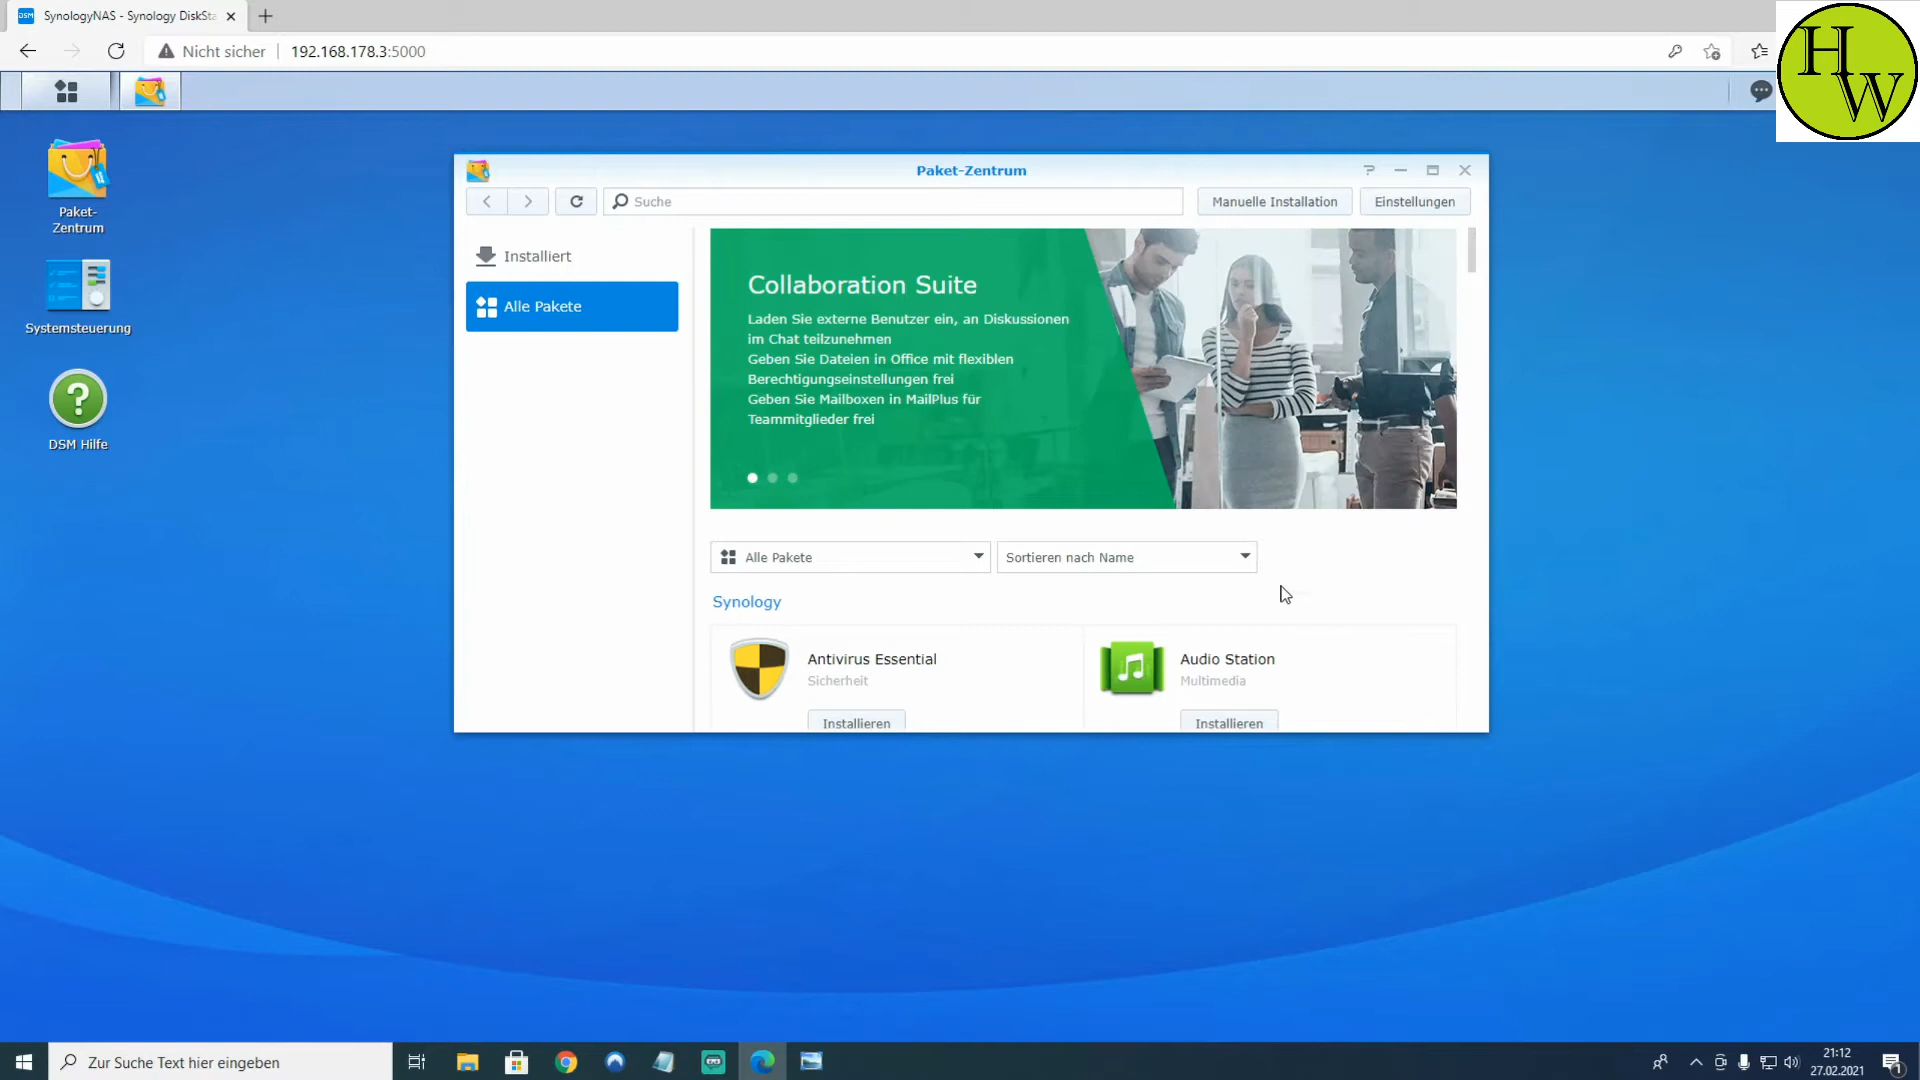 SynologyNAS - Synology DiskSta
Nicht sicher
192.168.178.3:5000
HW
Paket-Zentrum
Suche
Manuelle Installation
Einstellungen
Installiert
Alle Pakete
Collaboration Suite
Laden Sie externe Benutzer ein, an Diskussionen
im Chat teilzunehmen
Geben Sie Dateien in Office mit flexiblen
Berechtigungseinstellungen frei
Geben Sie Mailboxen in MailPlus für
Teammitglieder frei
Alle Pakete
Sortieren nach Name
Synology
Antivirus Essential
Sicherheit
Installieren
Audio Station
Multimedia
Installieren
Paket-
Zentrum
Systemsteuerung
DSM Hilfe
Zur Suche Text hier eingeben
21:12
27.02.2021
1